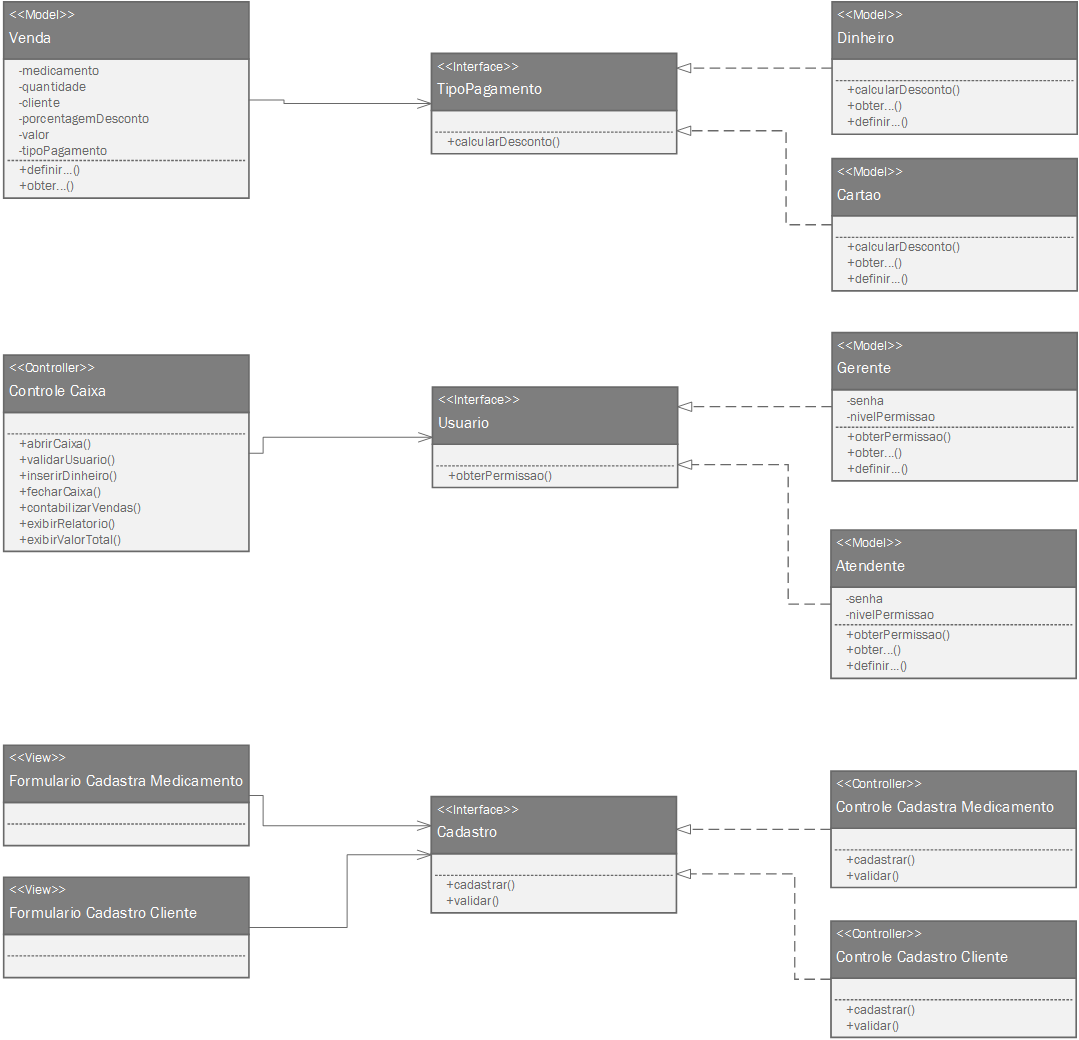 <<Model>>
Venda
-medicamento
-quantidade
-cliente
-porcentagemDesconto
-valor
-tipoPagamento
+definir...()
+obter...()
<<Interface>>
TipoPagamento
+calcularDesconto()
<<Model>>
Dinheiro
+calcularDesconto()
+obter...()
+definir...()
<<Model>>
Cartao
+calcularDesconto()
+obter...()
+definir...()
<<Controller>>
Controle Caixa
+abrirCaixa()
+validarUsuario()
+inserirDinheiro()
+fecharCaixa()
+contabilizarVendas()
+exibirRelatorio()
+exibirValorTotal()
<<Interface>>
Usuario
+obterPermissao()
<<Model>>
Gerente
-senha
-nivelPermissao
+obterPermissao()
+obter...()
+definir...()
<<Model>>
Atendente
-senha
-nivelPermissao
+obterPermissao()
+obter...()
+definir...()
<<View>>
Formulario Cadastra Medicamento
<<View>>
Formulario Cadastro Cliente
<<Interface>>
Cadastro
+cadastrar()
+validar()
<<Controller>>
Controle Cadastra Medicamento
+cadastrar()
+validar()
<<Controller>>
Controle Cadastro Cliente
+cadastrar()
+validar()